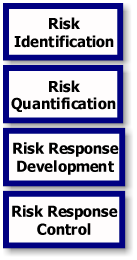 Risk
Identification
Risk
Quantification
Risk Response
Development
Risk Response
Control